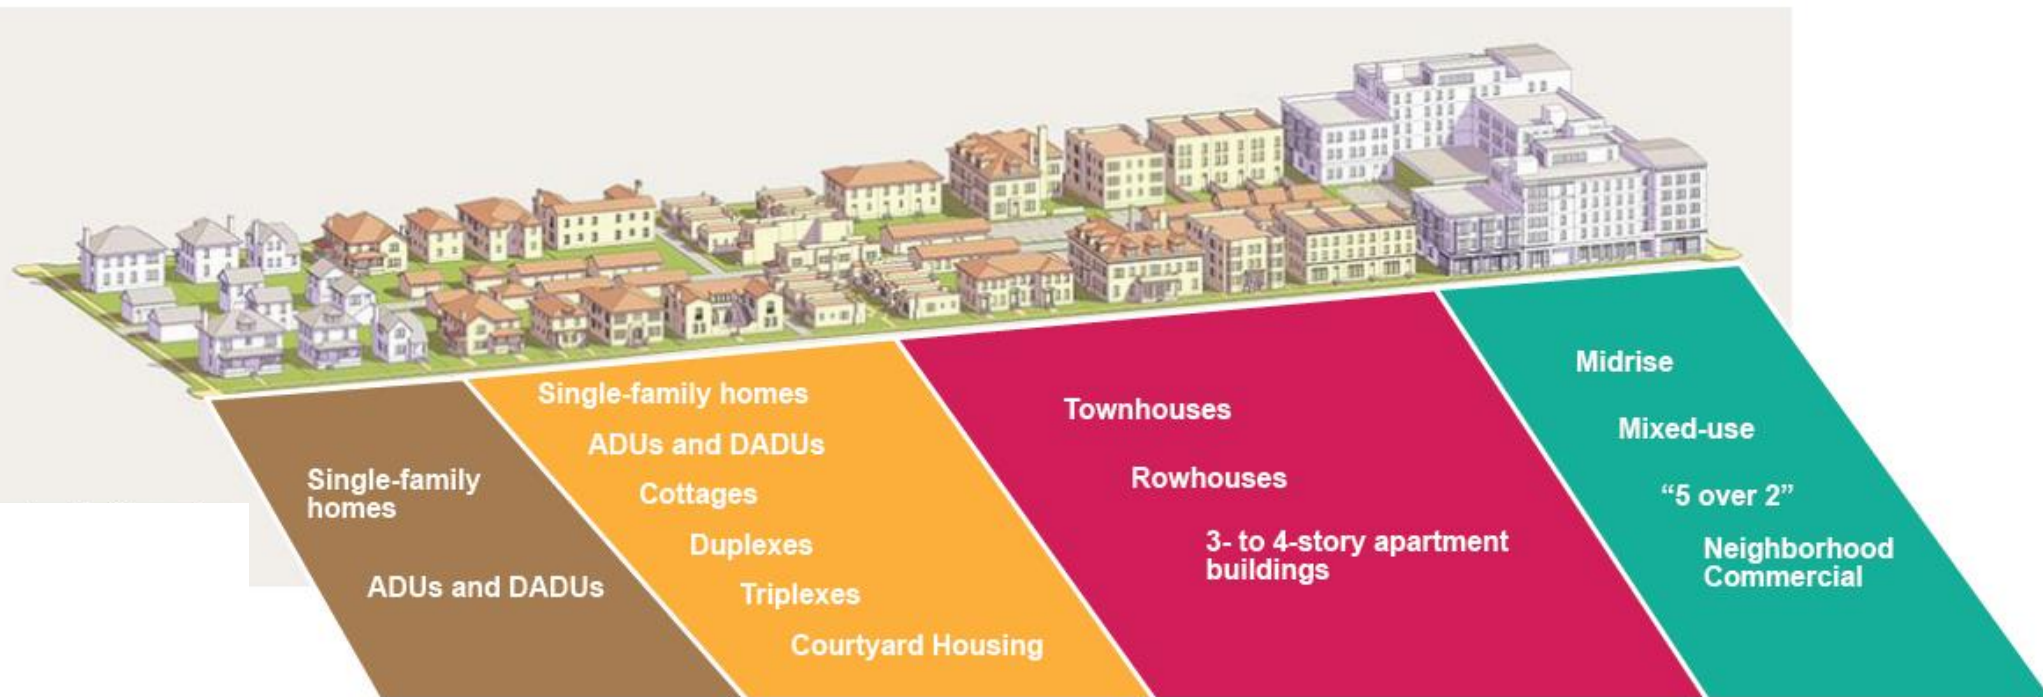 Single-family
homes
ADUs and DADUs
Single-family homes
ADUs and DADUs
Cottages
Duplexes
Triplexes
Courtyard Housing
Townhouses
Rowhouses
3- to 4-story apartment
buildings
Midrise
Mixed-use
“5 over 2”
Neighborhood
Commercial